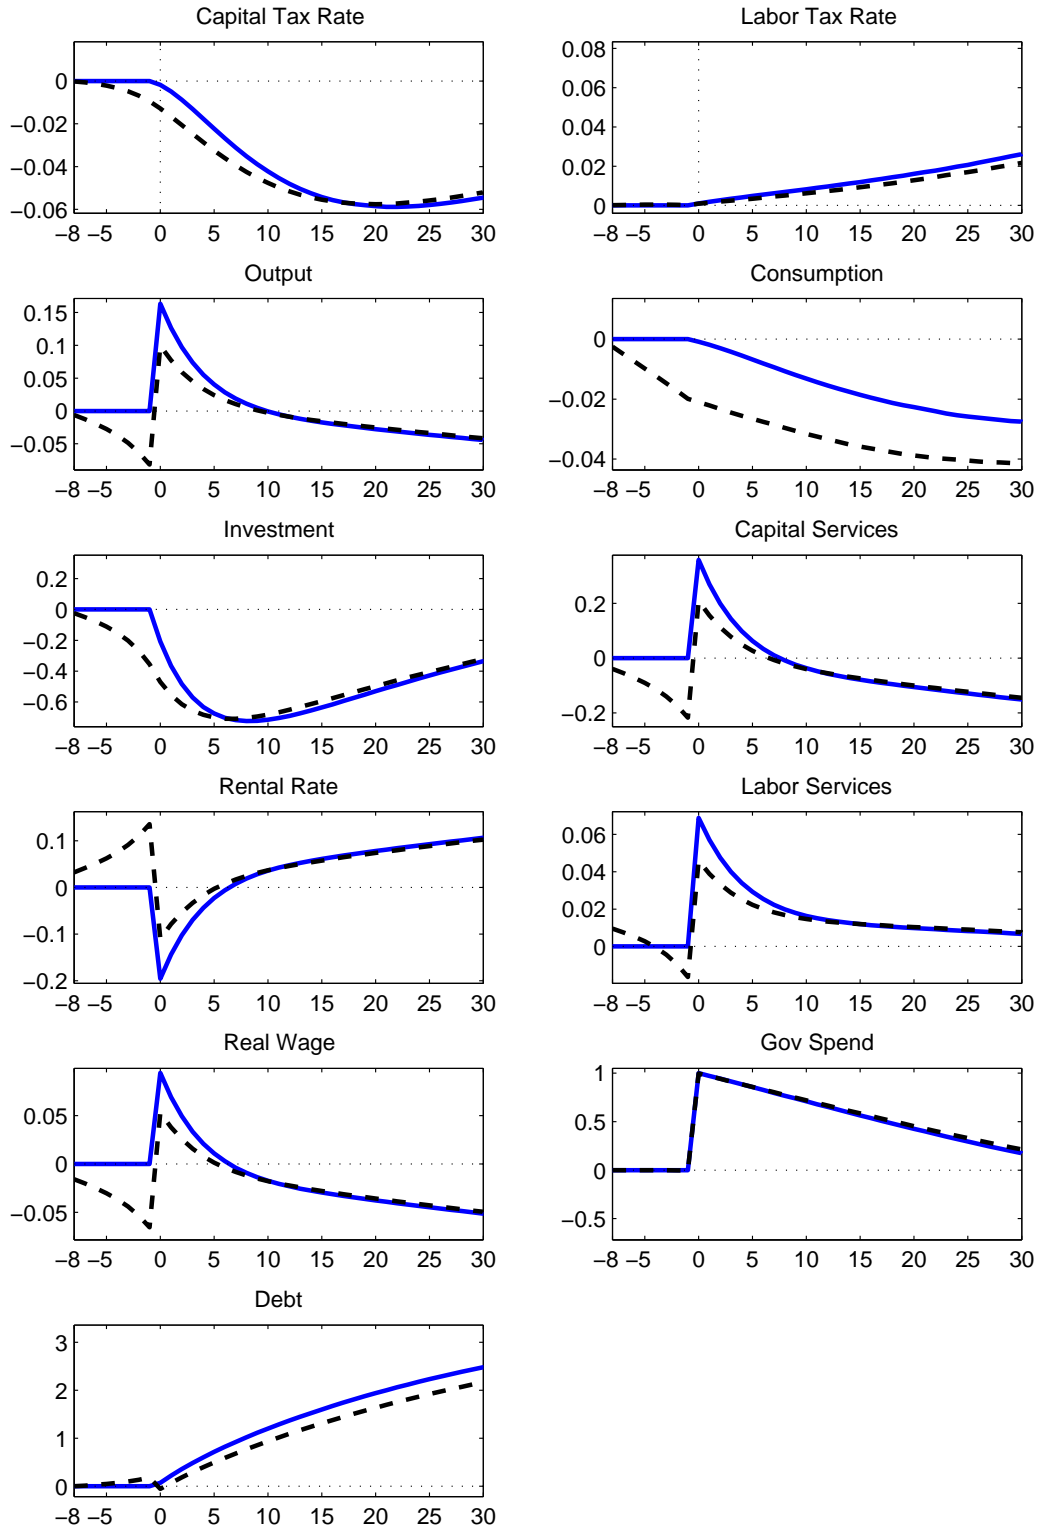 Capital Tax Rate
0
−0.02
−0.04
−0.06
−8 −5 0 5 10 15 20 25 30
Labor Tax Rate
0.08
0.06
0.04
0.02
0
−8 −5 0 5 10 15 20 25 30
Output
0.15
0.1
0.05
0
−0.05
−8 −5 0 5 10 15 20 25 30
Consumption
0
−0.02
−0.04
−8 −5 0 5 10 15 20 25 30
Investment
0.2
0
−0.2
−0.4
−0.6
−8 −5 0 5 10 15 20 25 30
Capital Services
0.2
0
−0.2
−8 −5 0 5 10 15 20 25 30
Rental Rate
0.1
0
−0.1
−0.2
−8 −5 0 5 10 15 20 25 30
Labor Services
0.06
0.04
0.02
0
−8 −5 0 5 10 15 20 25 30
Real Wage
0.05
0
−0.05
−8 −5 0 5 10 15 20 25 30
Gov Spend
1
0.5
0
−0.5
−8 −5 0 5 10 15 20 25 30
Debt
3
2
1
0
−8 −5 0 5 10 15 20 25 30